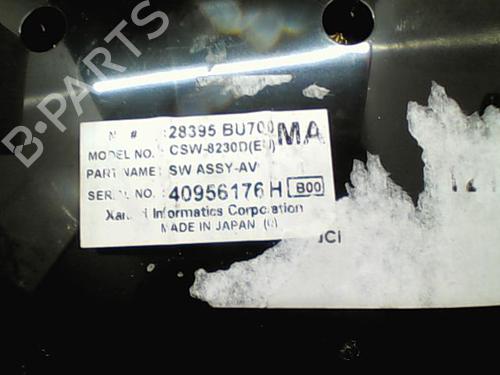 B-PARTS
N # : 28395 BU700 MA
MODEL NO. : CSW-8230D(EU)
PART NAME: SW ASSY-AV
SERIAL NO. : 40956176 H B00
Informatics Corporation
MADE IN JAPAN